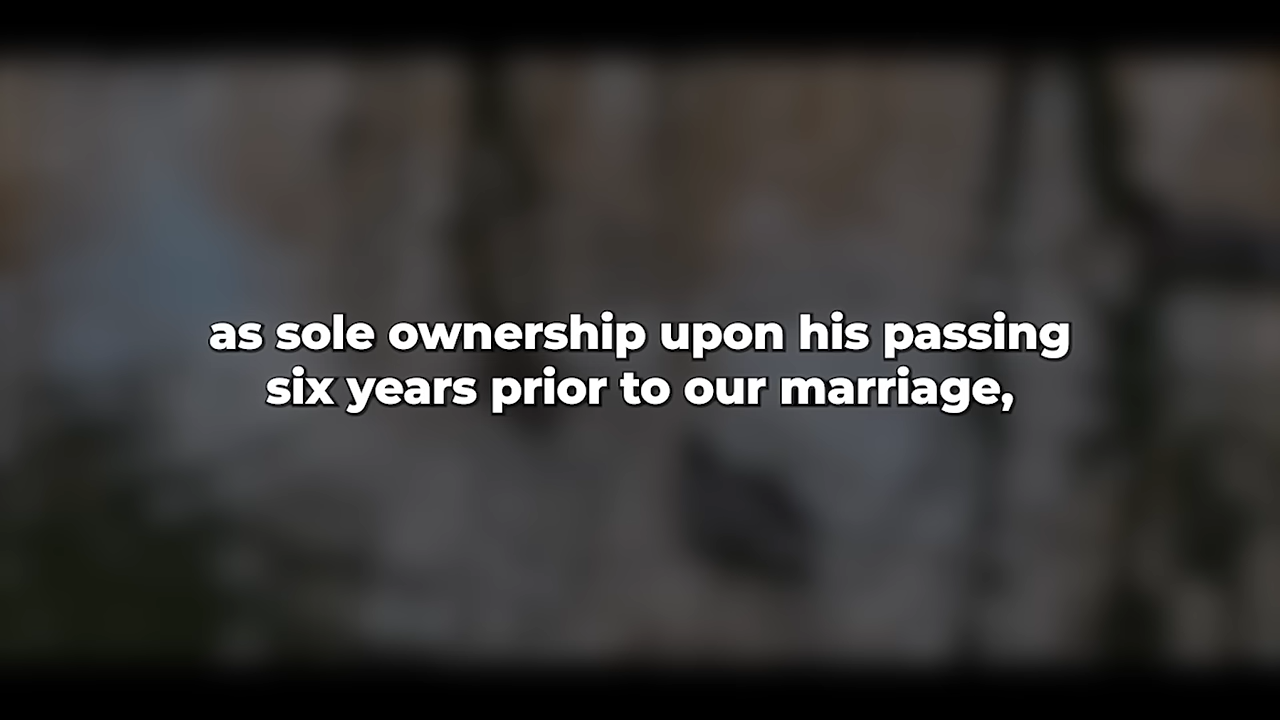 as sole ownership upon his passing
six years prior to our marriage,